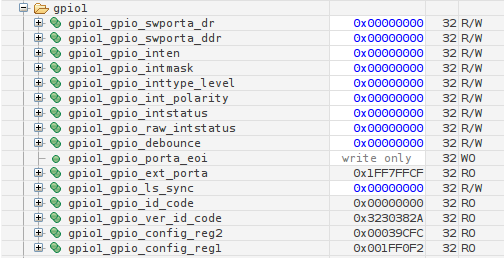 gpio1
gpio1_gpio_swporta_dr 0x00000000 32 R/W
gpio1_gpio_swporta_ddr 0x00000000 32 R/W
gpio1_gpio_inten 0x00000000 32 R/W
gpio1_gpio_intmask 0x00000000 32 R/W
gpio1_gpio_inttype_level 0x00000000 32 R/W
gpio1_gpio_int_polarity 0x00000000 32 R/W
gpio1_gpio_intstatus 0x00000000 32 R/W
gpio1_gpio_raw_intstatus 0x00000000 32 R/W
gpio1_gpio_debounce 0x00000000 32 R/W
gpio1_gpio_porta_eoi write only 32 WO
gpio1_gpio_ext_porta 0x1FF7FFCF 32 RO
gpio1_gpio_ls_sync 0x00000000 32 R/W
gpio1_gpio_id_code 0x00000000 32 RO
gpio1_gpio_ver_id_code 0x3230382A 32 RO
gpio1_gpio_config_reg2 0x00039CFC 32 RO
gpio1_gpio_config_reg1 0x001FF0F2 32 RO